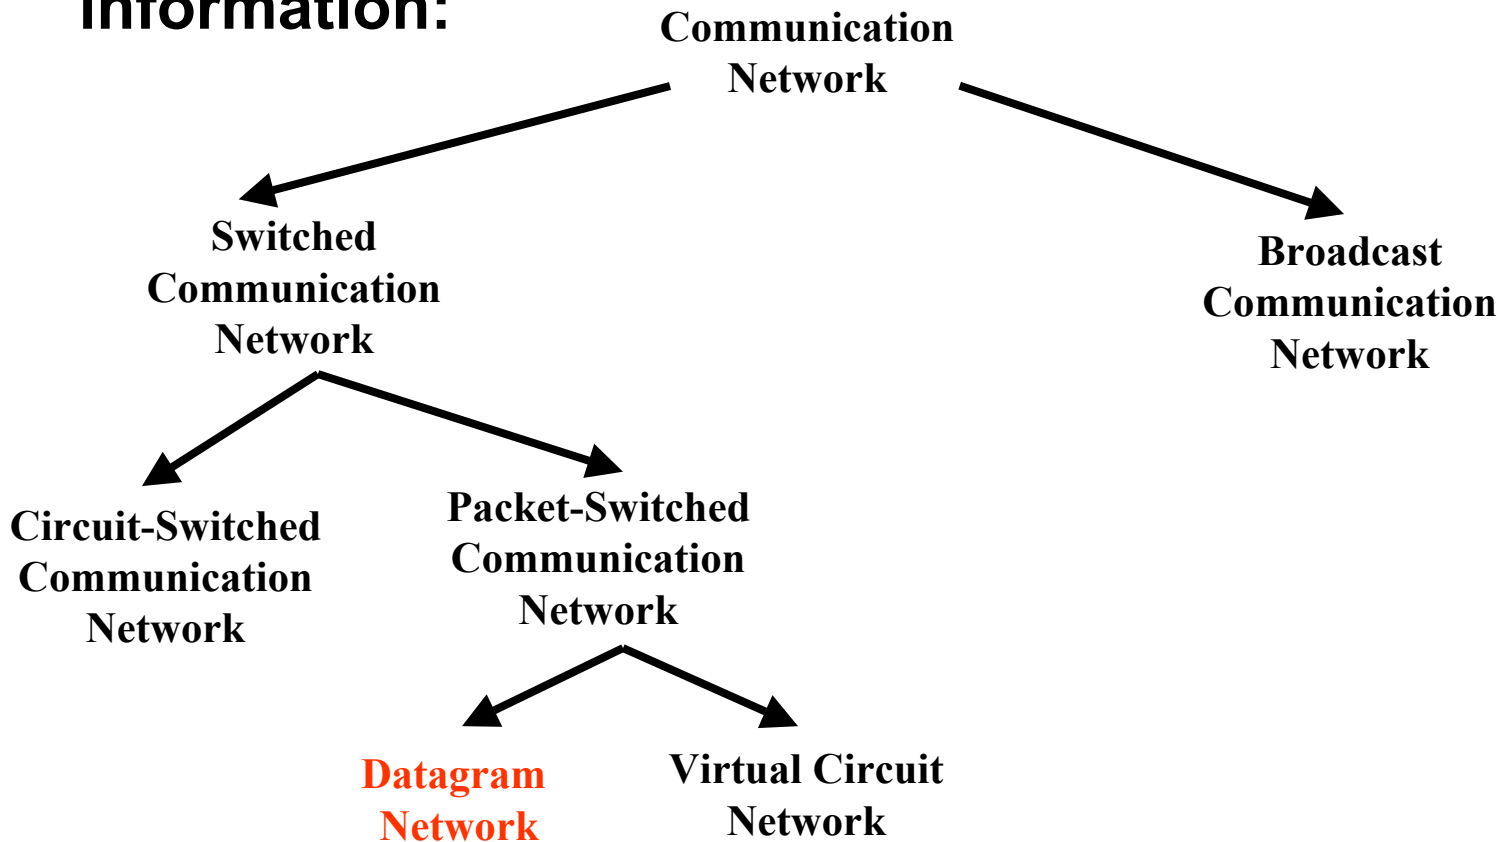 information:
Communication
Network
Switched
Communication
Network
Broadcast
Communication
Network
Circuit-Switched
Communication
Network
Packet-Switched
Communication
Network
Datagram
Network
Virtual Circuit
Network